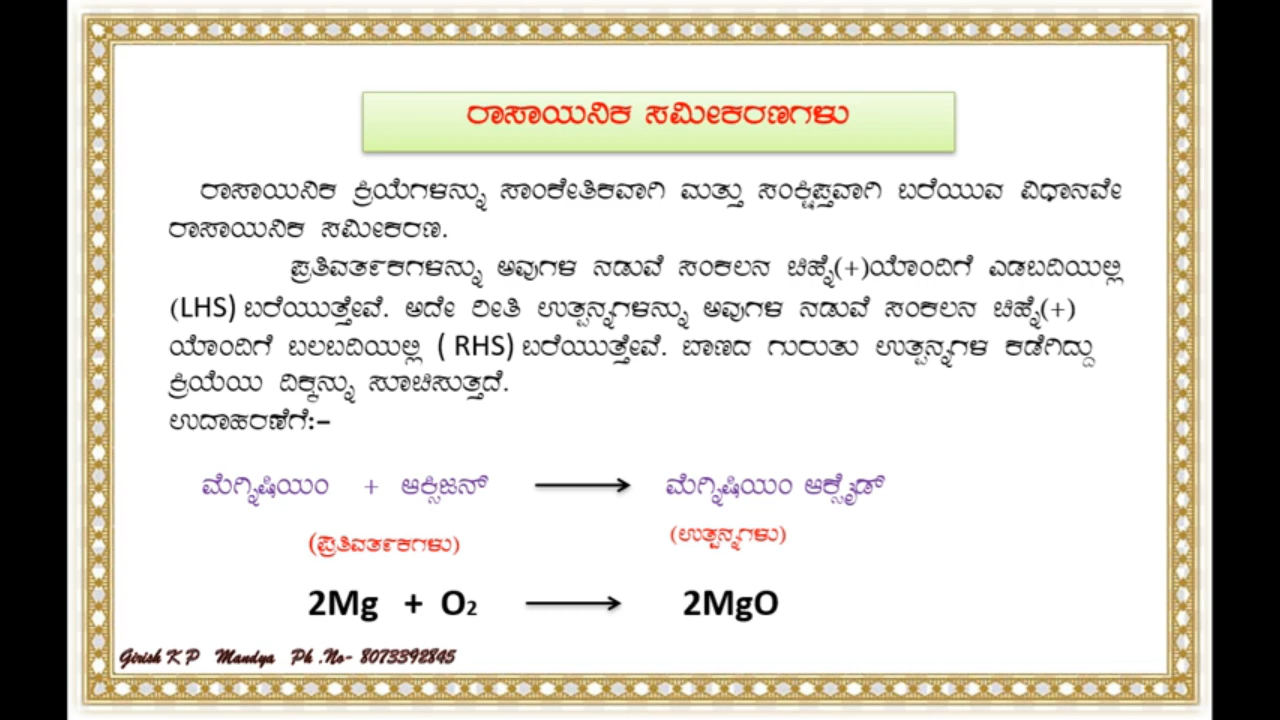 ರಾಸಾಯನಿಕ ಸಮೀಕರಣಗಳು
ರಾಸಾಯನಿಕ ಕ್ರಿಯೆಗಳನ್ನು ಸಾಂಕೇತಿಕವಾಗಿ ಮತ್ತು ಸಂಕ್ಷಿಪ್ತವಾಗಿ ಬರೆಯುವ ವಿಧಾನವೇ
ರಾಸಾಯನಿಕ ಸಮೀಕರಣ.
ಪ್ರತಿವರ್ತಕಗಳನ್ನು ಅವುಗಳ ನಡುವೆ ಸಂಕಲನ ಚಿಹ್ನೆ(+)ಯೊಂದಿಗೆ ಎಡಬದಿಯಲ್ಲಿ
(LHS) ಬರೆಯುತ್ತೇವೆ. ಅದೇ ರೀತಿ ಉತ್ಪನ್ನಗಳನ್ನು ಅವುಗಳ ನಡುವೆ ಸಂಕಲನ ಚಿಹ್ನೆ(+)
ಯೊಂದಿಗೆ ಬಲಬದಿಯಲ್ಲಿ ( RHS) ಬರೆಯುತ್ತೇವೆ. ಬಾಣದ ಗುರುತು ಉತ್ಪನ್ನಗಳ ಕಡೆಗಿದ್ದು
ಕ್ರಿಯೆಯ ದಿಕ್ಕನ್ನು ಸೂಚಿಸುತ್ತದೆ.
ಉದಾಹರಣೆಗೆ:–
ಮೆಗ್ನಿಷಿಯಂ + ಆಕ್ಸಿಜನ್ ⟶ ಮೆಗ್ನಿಷಿಯಂ ಆಕ್ಸೈಡ್
(ಪ್ರತಿವರ್ತಕಗಳು) (ಉತ್ಪನ್ನಗಳು)
2Mg + O₂ ⟶ 2MgO
Girish K P Mandya Ph .No- 8073392845